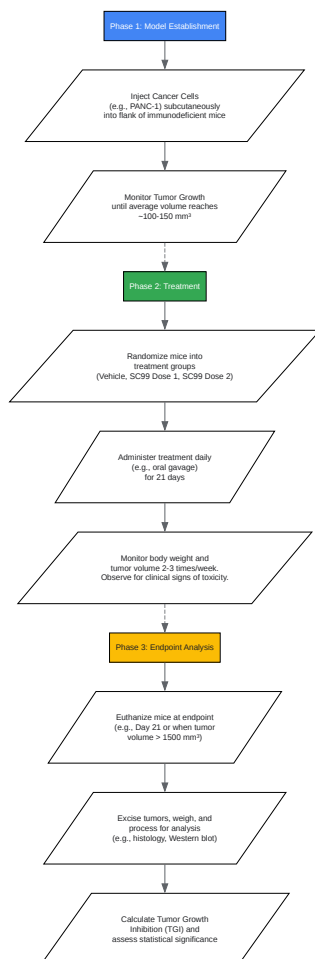 Phase 1: Model Establishment
Inject Cancer Cells
(e.g., PANC-1) subcutaneously
into flank of immunodeficient mice
Monitor Tumor Growth
until average volume reaches
~100-150 mm³
Phase 2: Treatment
Randomize mice into
treatment groups
(Vehicle, SC99 Dose 1, SC99 Dose 2)
Administer treatment daily
(e.g., oral gavage)
for 21 days
Monitor body weight and
tumor volume 2-3 times/week.
Observe for clinical signs of toxicity.
Phase 3: Endpoint Analysis
Euthanize mice at endpoint
(e.g., Day 21 or when tumor
volume > 1500 mm³)
Excise tumors, weigh, and
process for analysis
(e.g., histology, Western blot)
Calculate Tumor Growth
Inhibition (TGI) and
assess statistical significance